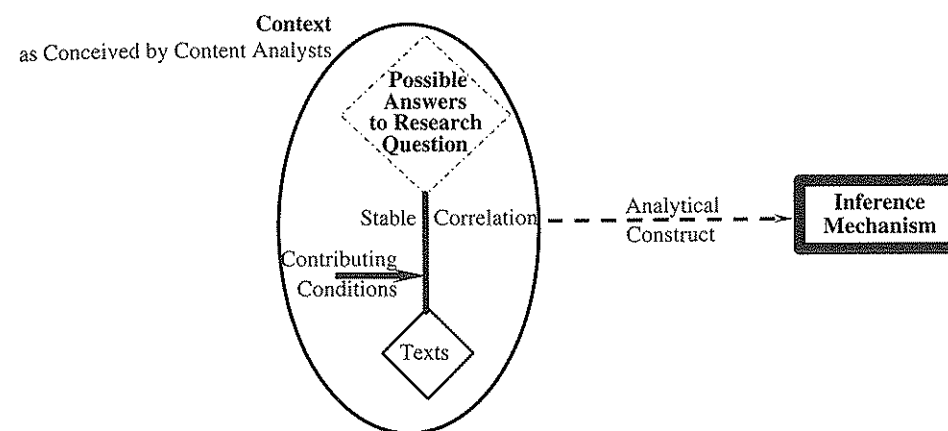 Context
as Conceived by Content Analysts
Possible
Answers
to Research
Question
Stable Correlation
Analytical
Construct
Inference
Mechanism
Contributing
Conditions
Texts